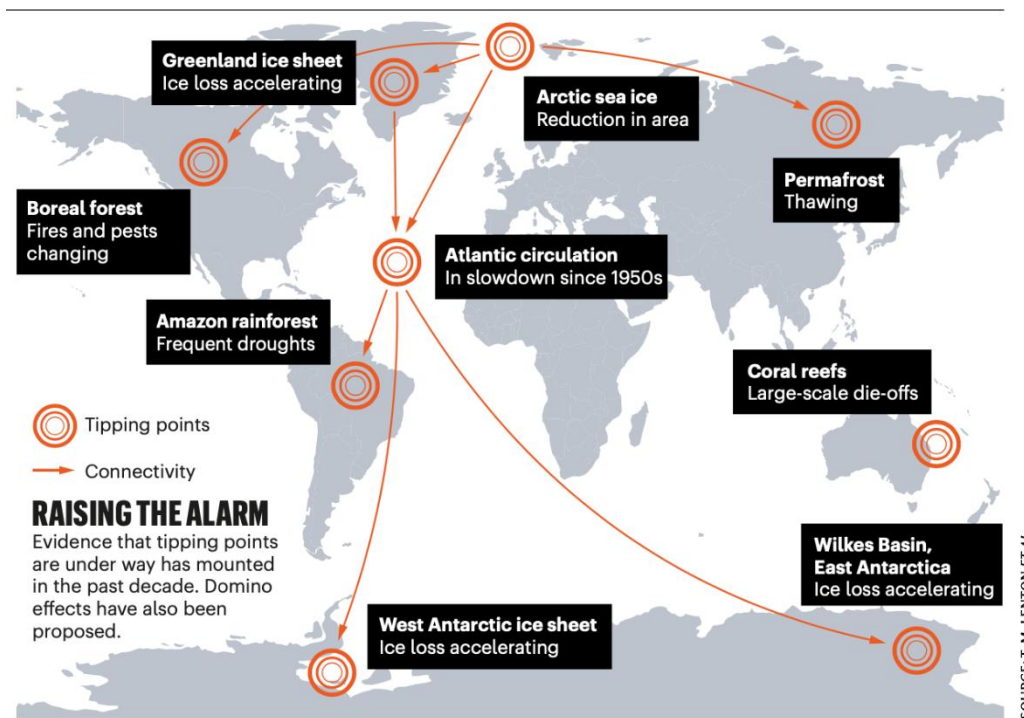 Greenland ice sheet
Ice loss accelerating
Arctic sea ice
Reduction in area
Permafrost
Thawing
Boreal forest
Fires and pests
changing
Atlantic circulation
In slowdown since 1950s
Amazon rainforest
Frequent droughts
Coral reefs
Large-scale die-offs
Tipping points
Connectivity
RAISING THE ALARM
Evidence that tipping points
are under way has mounted
in the past decade. Domino
effects have also been
proposed.
Wilkes Basin,
East Antarctica
Ice loss accelerating
West Antarctic ice sheet
Ice loss accelerating